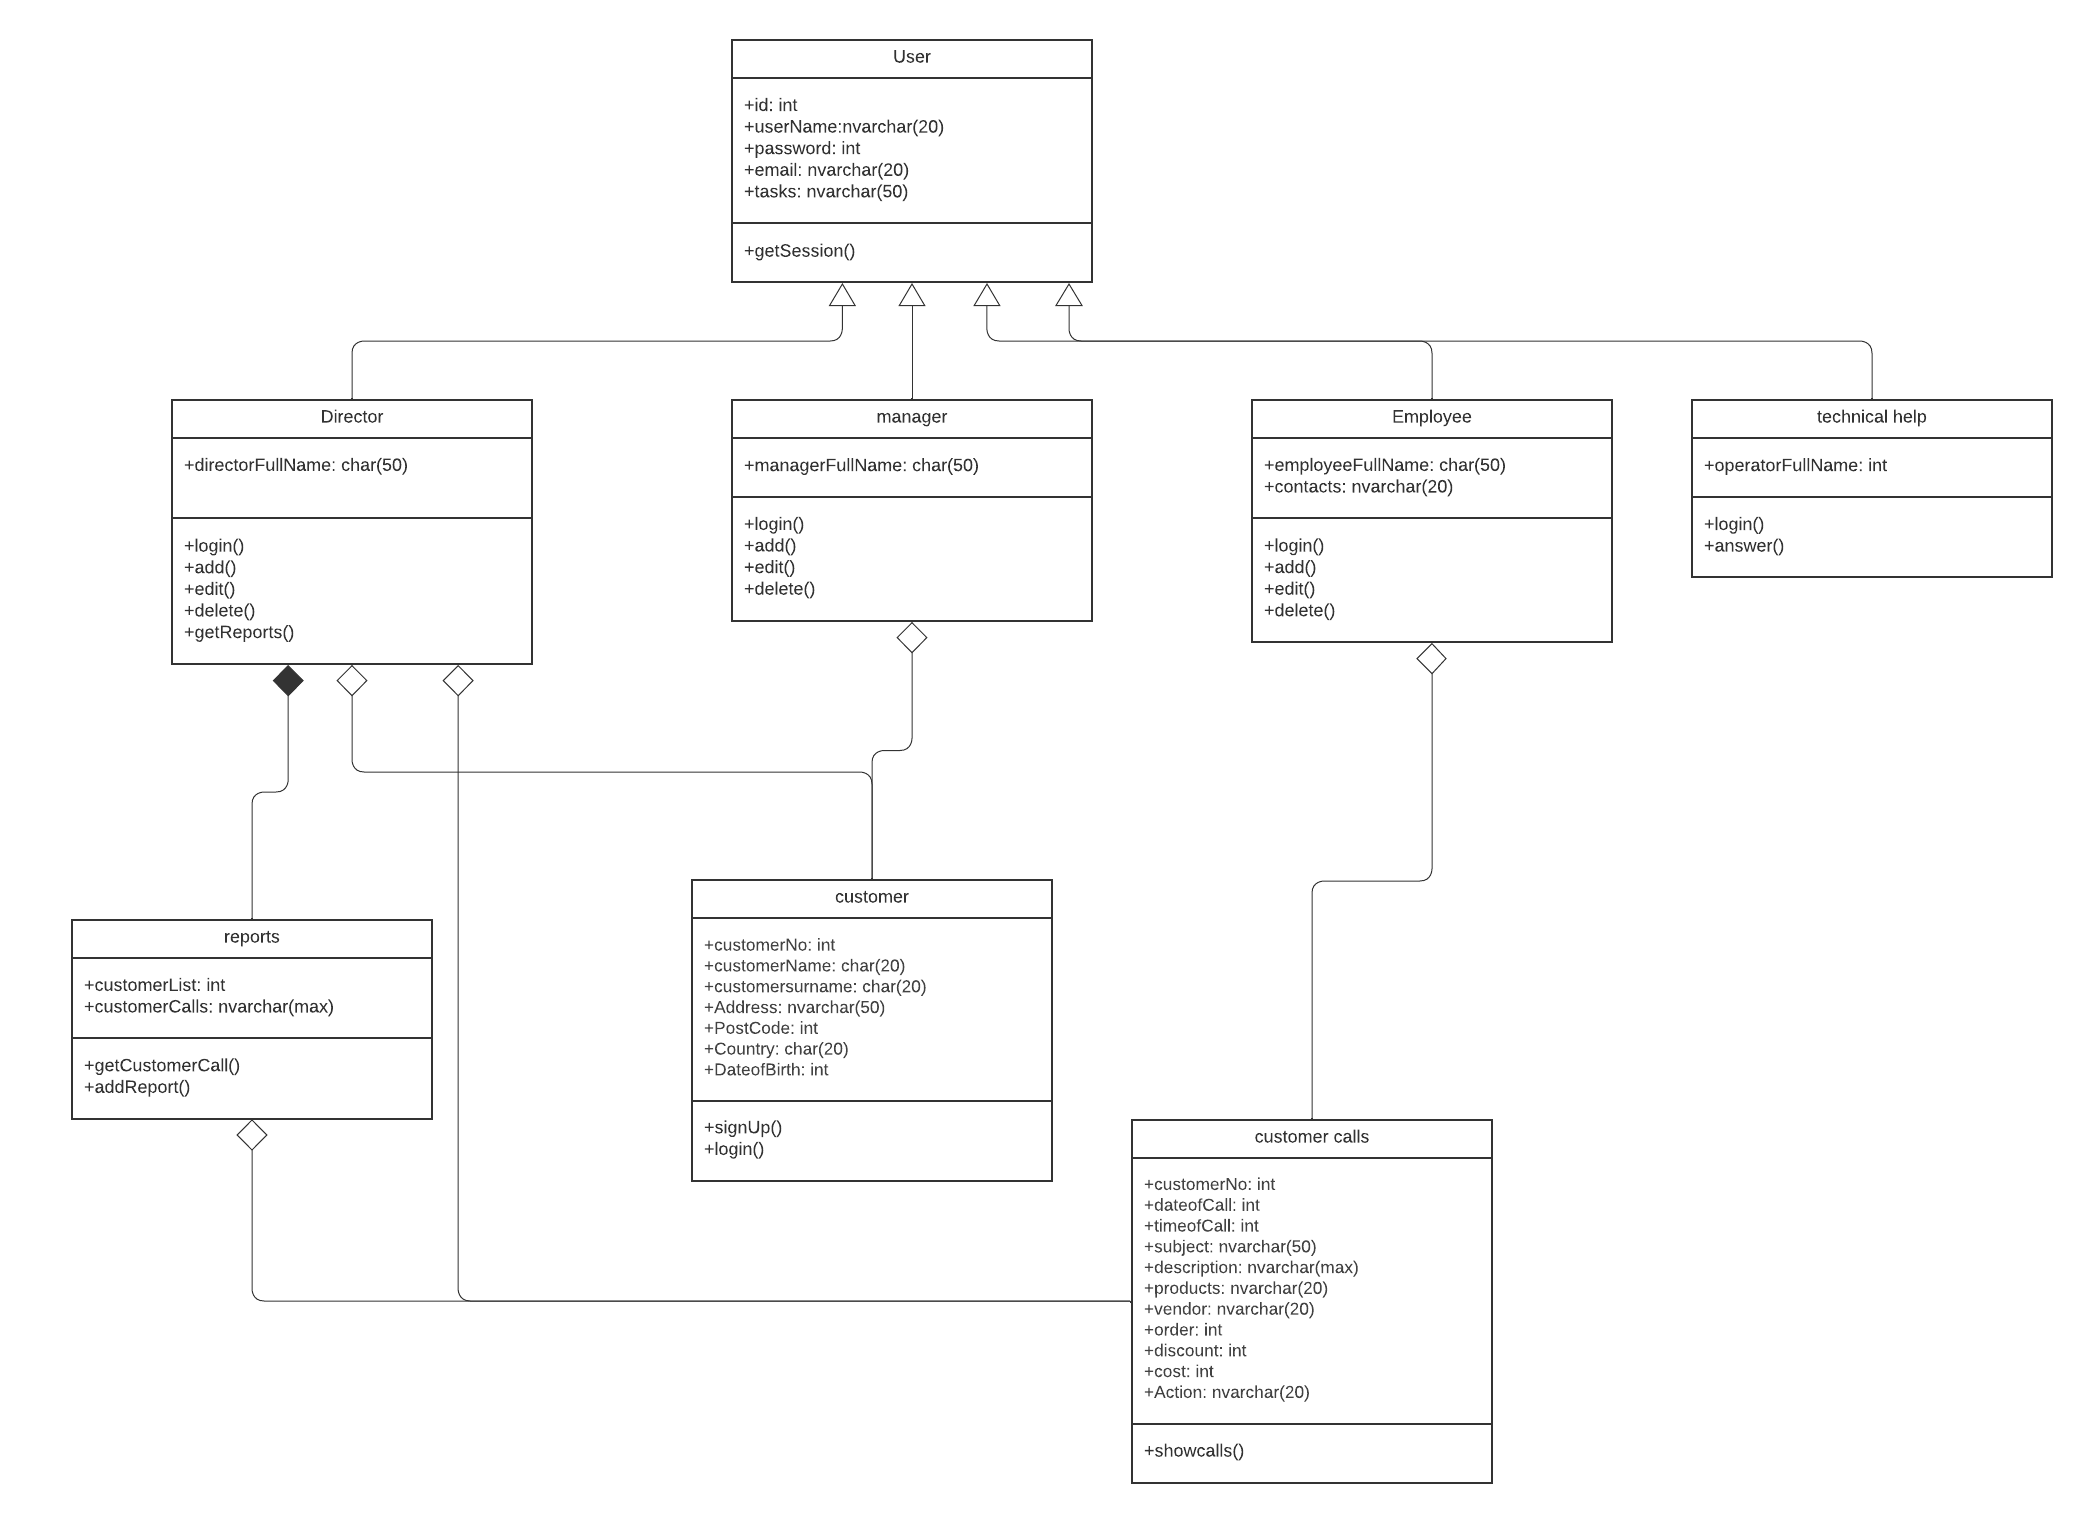 User
+id: int
+userName:nvarchar(20)
+password: int
+email: nvarchar(20)
+tasks: nvarchar(50)
+getSession()
Director
+directorFullName: char(50)
+login()
+add()
+edit()
+delete()
+getReports()
manager
+managerFullName: char(50)
+login()
+add()
+edit()
+delete()
Employee
+employeeFullName: char(50)
+contacts: nvarchar(20)
+login()
+add()
+edit()
+delete()
technical help
+operatorFullName: int
+login()
+answer()
reports
+customerList: int
+customerCalls: nvarchar(max)
+getCustomerCall()
+addReport()
customer
+customerNo: int
+customerName: char(20)
+customersurname: char(20)
+Address: nvarchar(50)
+PostCode: int
+Country: char(20)
+DateofBirth: int
+signUp()
+login()
customer calls
+customerNo: int
+dateofCall: int
+timeofCall: int
+subject: nvarchar(50)
+description: nvarchar(max)
+products: nvarchar(20)
+vendor: nvarchar(20)
+order: int
+discount: int
+cost: int
+Action: nvarchar(20)
+showcalls()